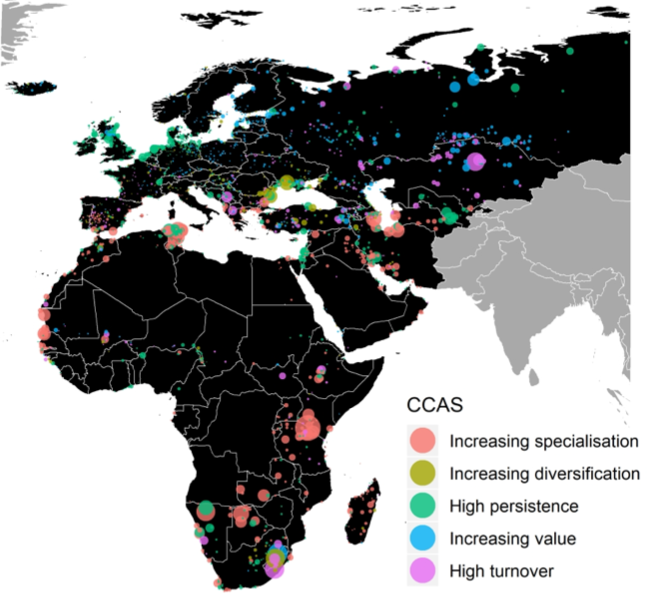 CCAS
Increasing specialisation
Increasing diversification
High persistence
Increasing value
High turnover